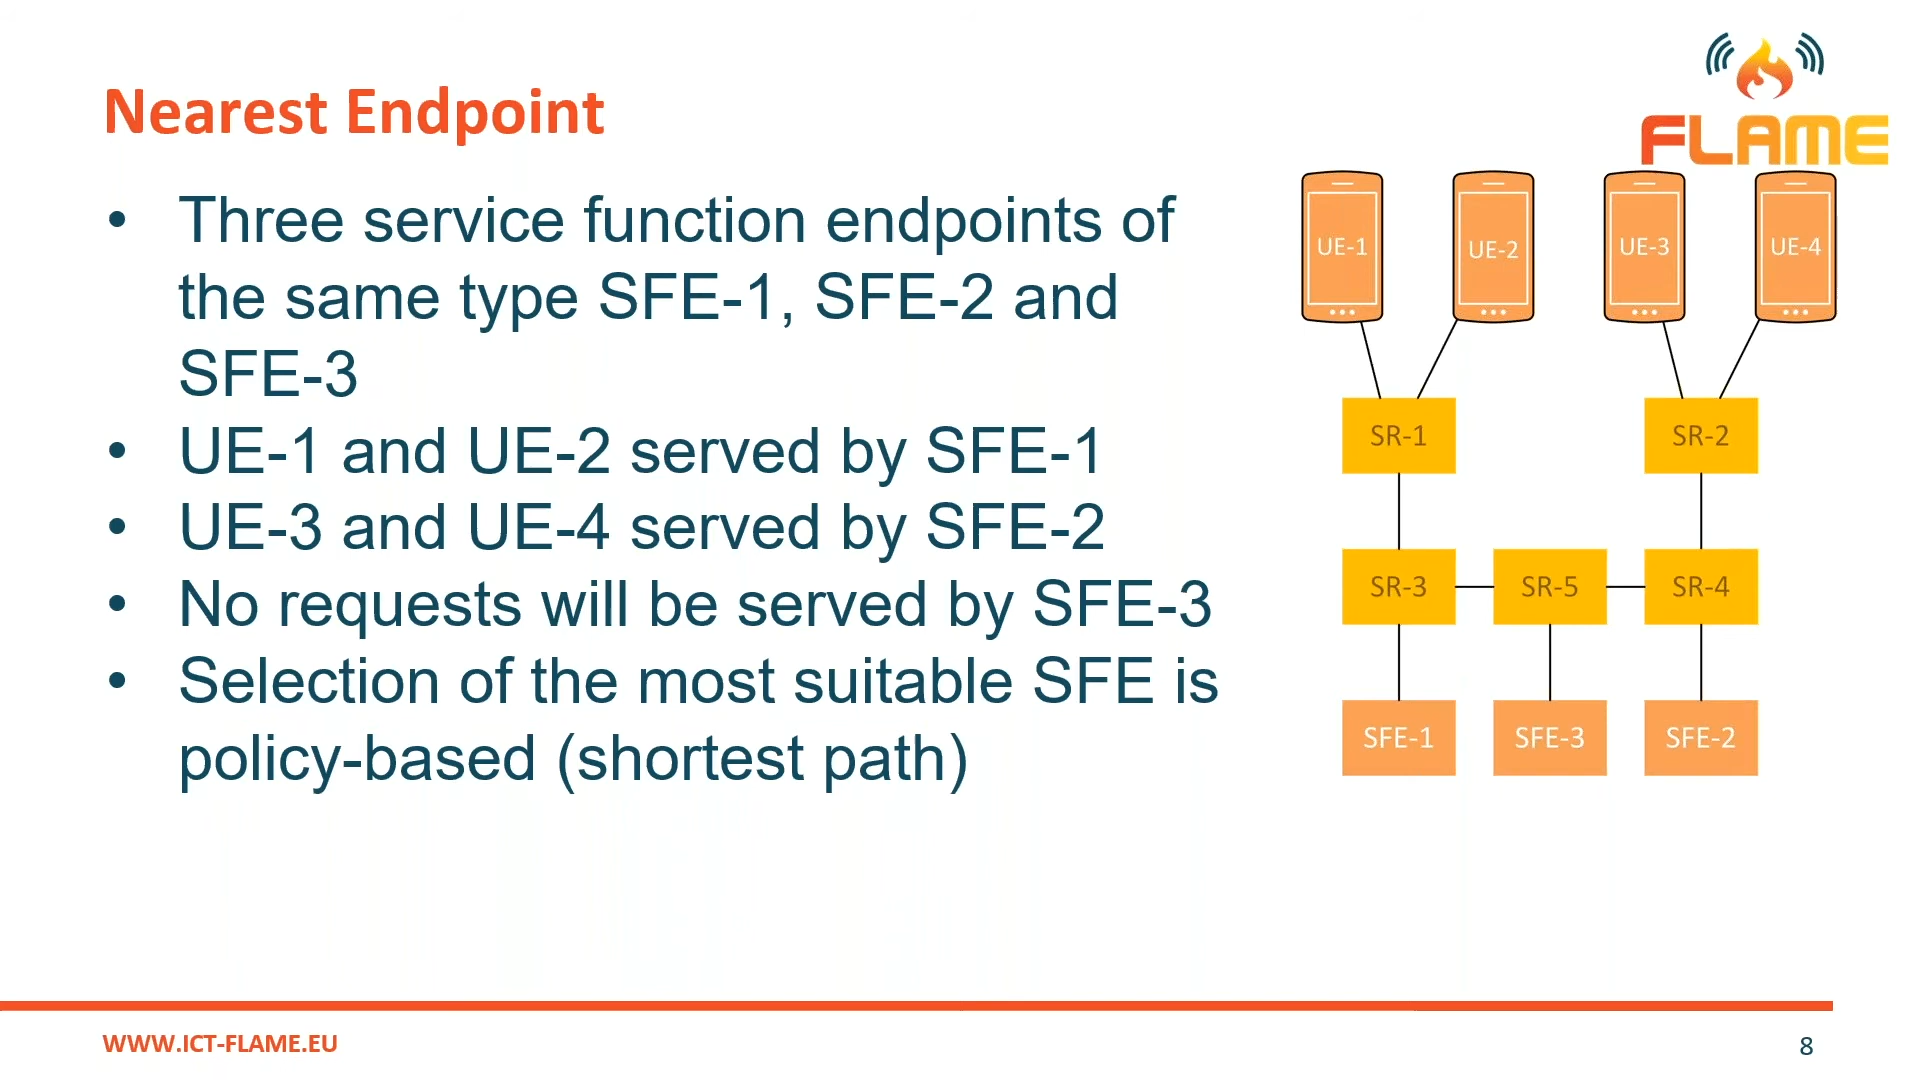 Nearest Endpoint
FLAME
• Three service function endpoints of
the same type SFE-1, SFE-2 and
SFE-3
• UE-1 and UE-2 served by SFE-1
• UE-3 and UE-4 served by SFE-2
• No requests will be served by SFE-3
• Selection of the most suitable SFE is
policy-based (shortest path)
UE-1 UE-2 UE-3 UE-4
SR-1 SR-2
SR-3 SR-5 SR-4
SFE-1 SFE-3 SFE-2
WWW.ICT-FLAME.EU
8